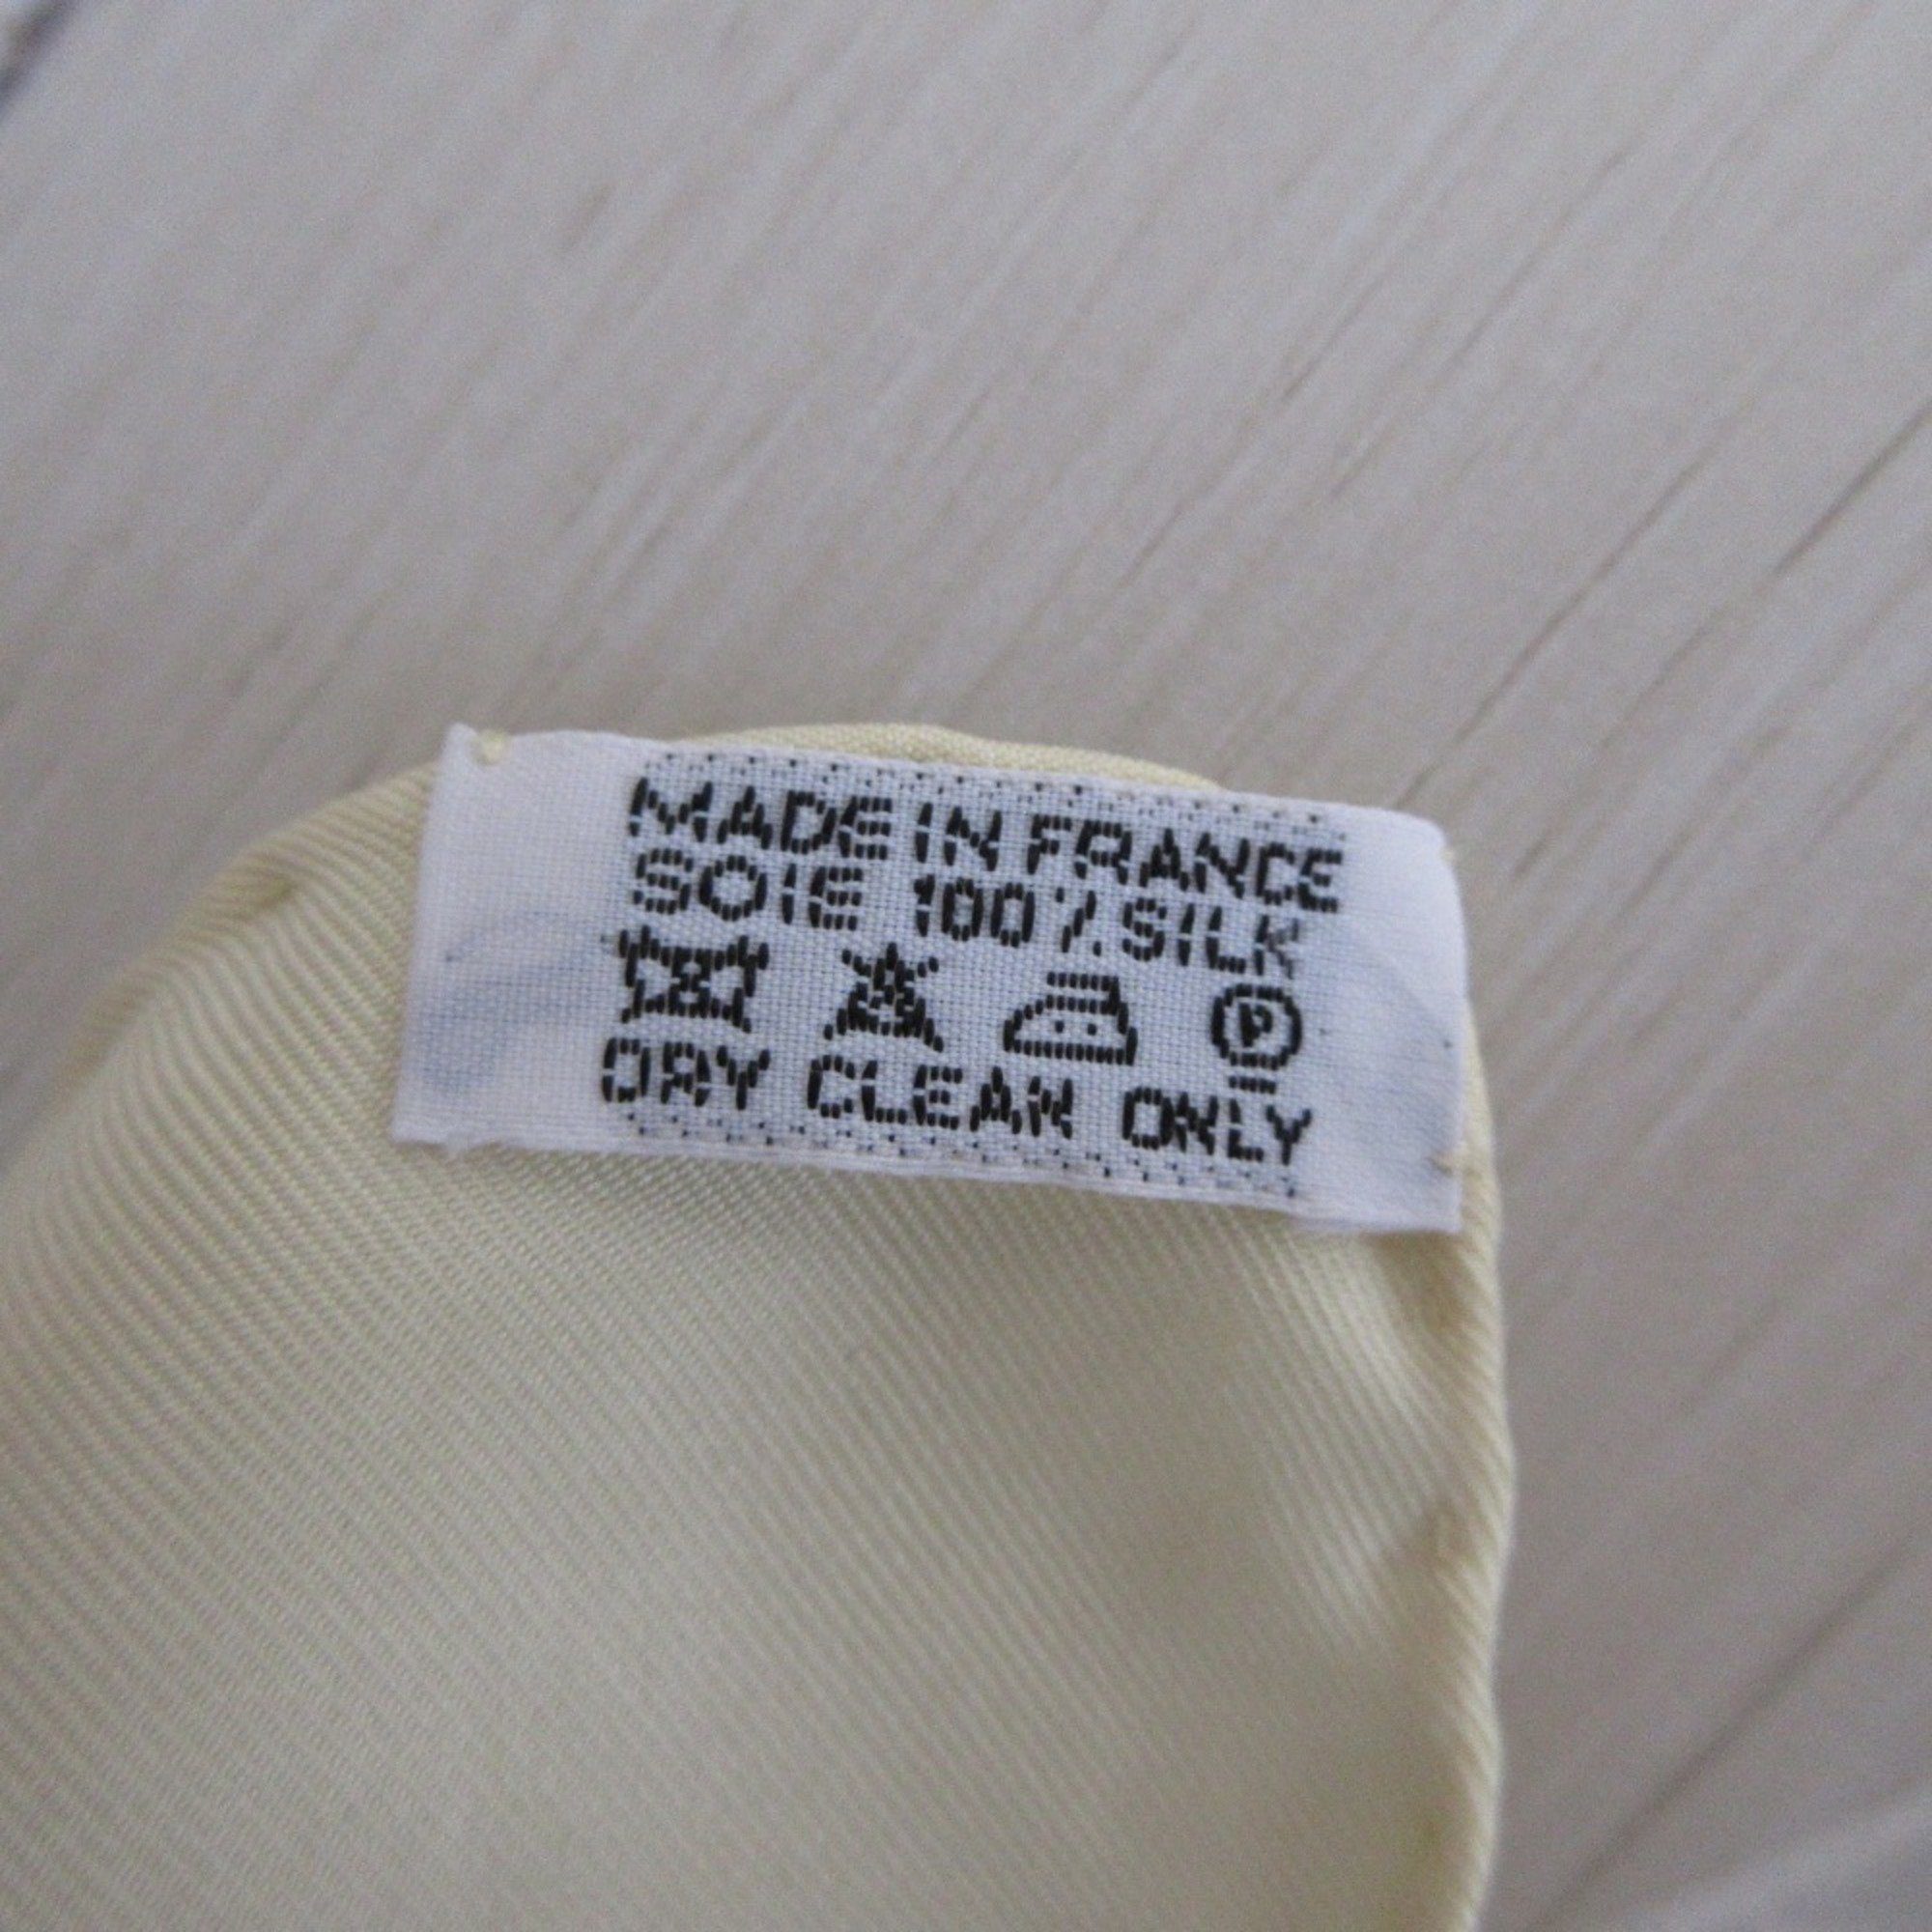 MADE IN FRANCE
SOIE 100% SILK
P
DRY CLEAN ONLY